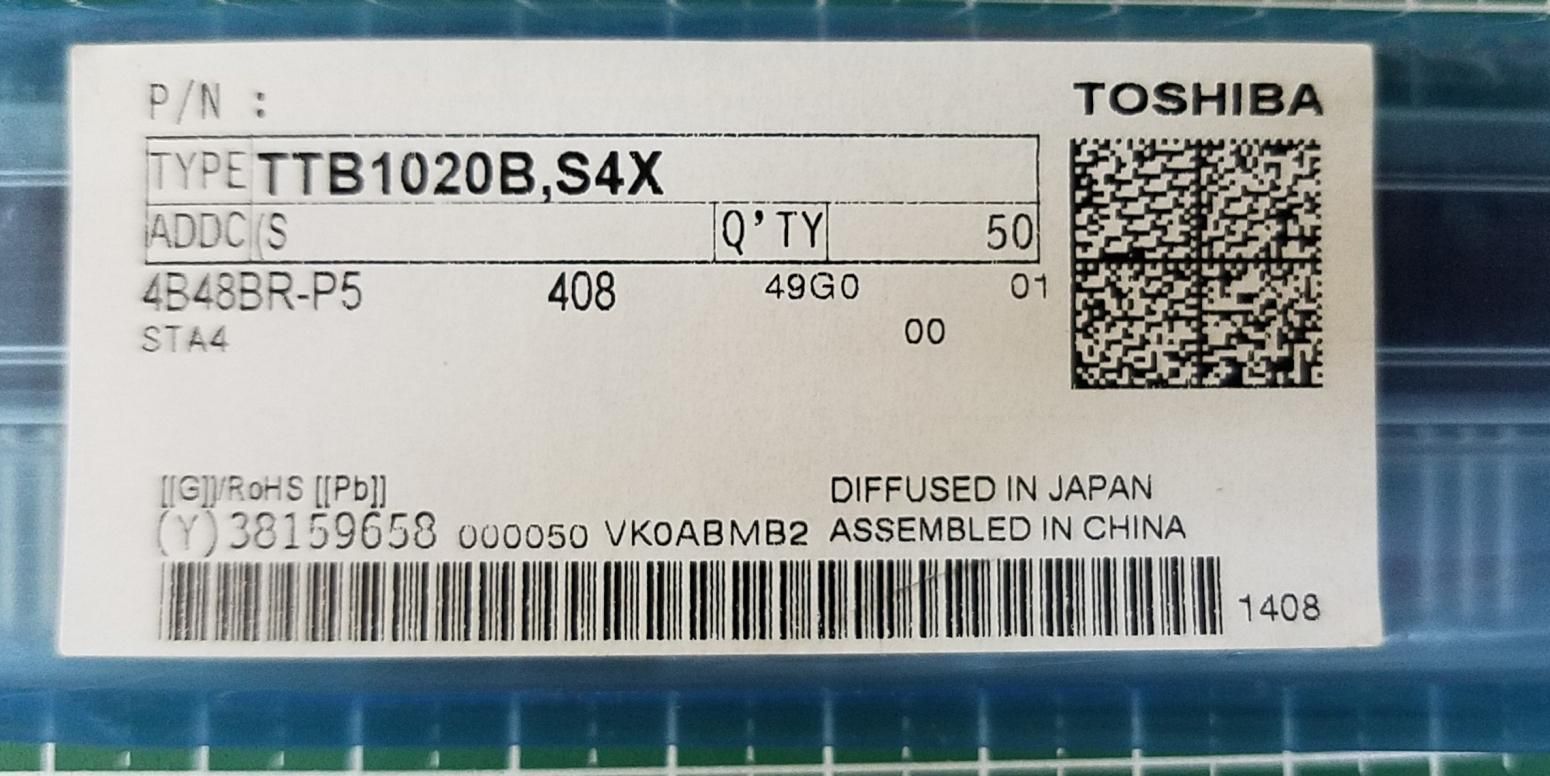 P/N :
TOSHIBA
TYPE TTB1020B,S4X
ADDC (S Q'TY 50
4B48BR-P5 408 49G0 01
STA4 00
[[G]]/RoHS [[Pb]] DIFFUSED IN JAPAN
(Y)38159658 000050 VK0ABMB2 ASSEMBLED IN CHINA
1408